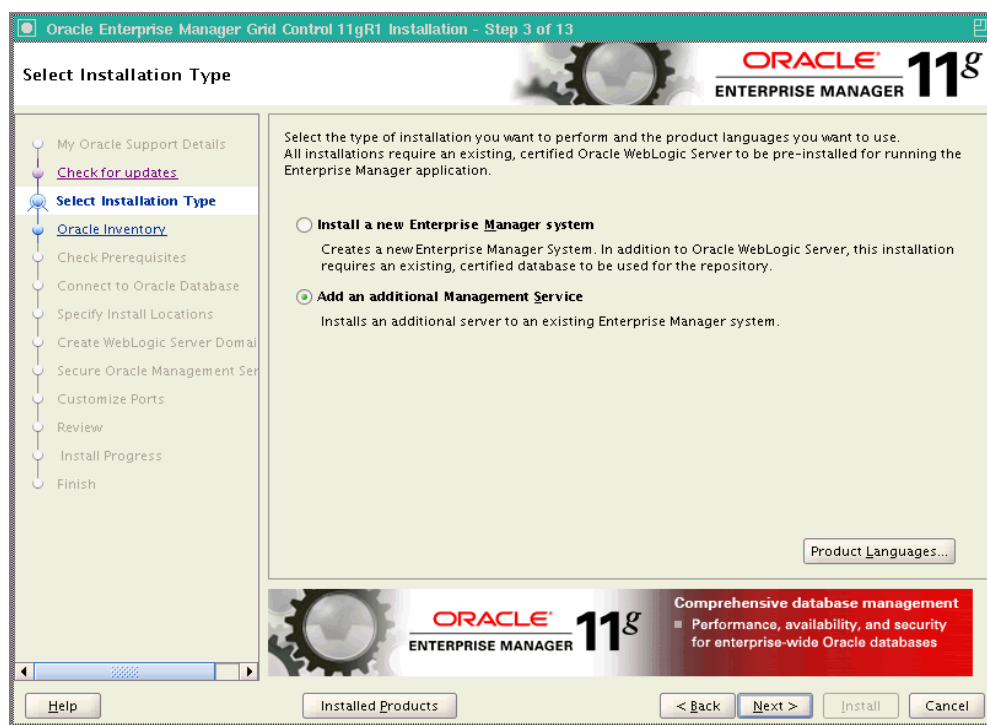 Oracle Enterprise Manager Grid Control 11gR1 Installation - Step 3 of 13
Select Installation Type
ORACLE
ENTERPRISE MANAGER
11g
My Oracle Support Details
Check for updates
Select Installation Type
Oracle Inventory
Check Prerequisites
Connect to Oracle Database
Specify Install Locations
Create WebLogic Server Domai
Secure Oracle Management Ser
Customize Ports
Review
Install Progress
Finish
Select the type of installation you want to perform and the product languages you want to use.
All installations require an existing, certified Oracle WebLogic Server to be pre-installed for running the
Enterprise Manager application.
Install a new Enterprise Manager system
Creates a new Enterprise Manager System. In addition to Oracle WebLogic Server, this installation
requires an existing, certified database to be used for the repository.
Add an additional Management Service
Installs an additional server to an existing Enterprise Manager system.
Product Languages...
ORACLE
ENTERPRISE MANAGER
11g
Comprehensive database management
Performance, availability, and security
for enterprise-wide Oracle databases
Help
Installed Products
< Back
Next >
Install
Cancel